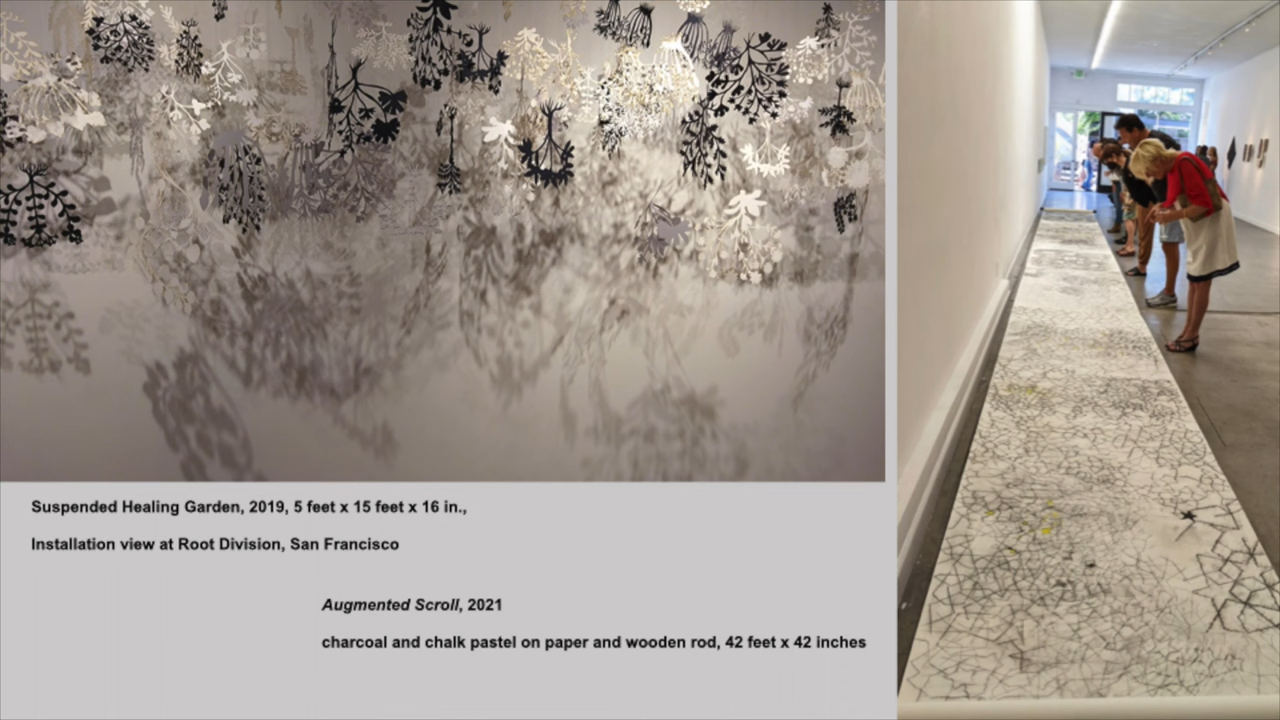 Suspended Healing Garden, 2019, 5 feet x 15 feet x 16 in.,
Installation view at Root Division, San Francisco
Augmented Scroll, 2021
charcoal and chalk pastel on paper and wooden rod, 42 feet x 42 inches